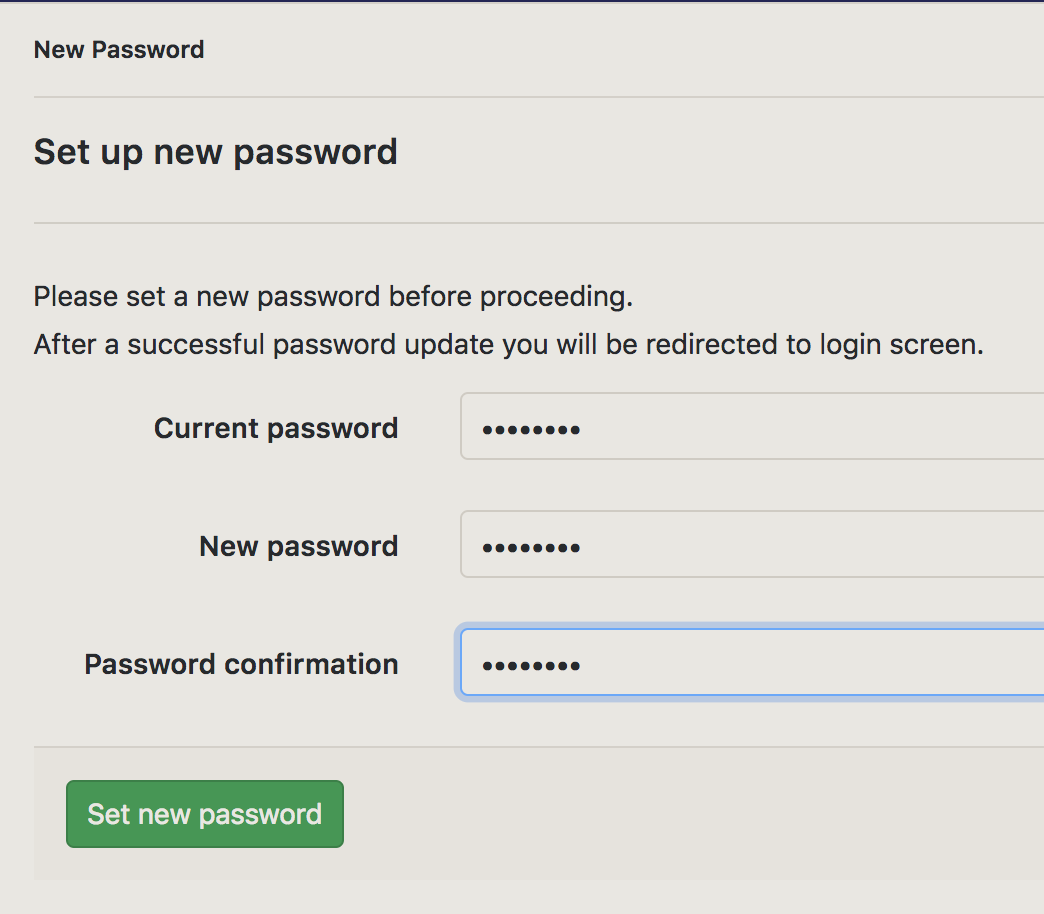 New Password
Set up new password
Please set a new password before proceeding.
After a successful password update you will be redirected to login screen.
Current password ••••••••
New password ••••••••
Password confirmation ••••••••
Set new password